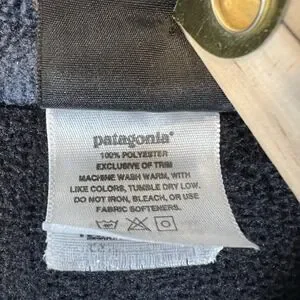 patagonia®
100% POLYESTER
EXCLUSIVE OF TRIM
MACHINE WASH WARM, WITH
LIKE COLORS, TUMBLE DRY LOW.
DO NOT IRON, BLEACH, OR USE
FABRIC SOFTENERS.